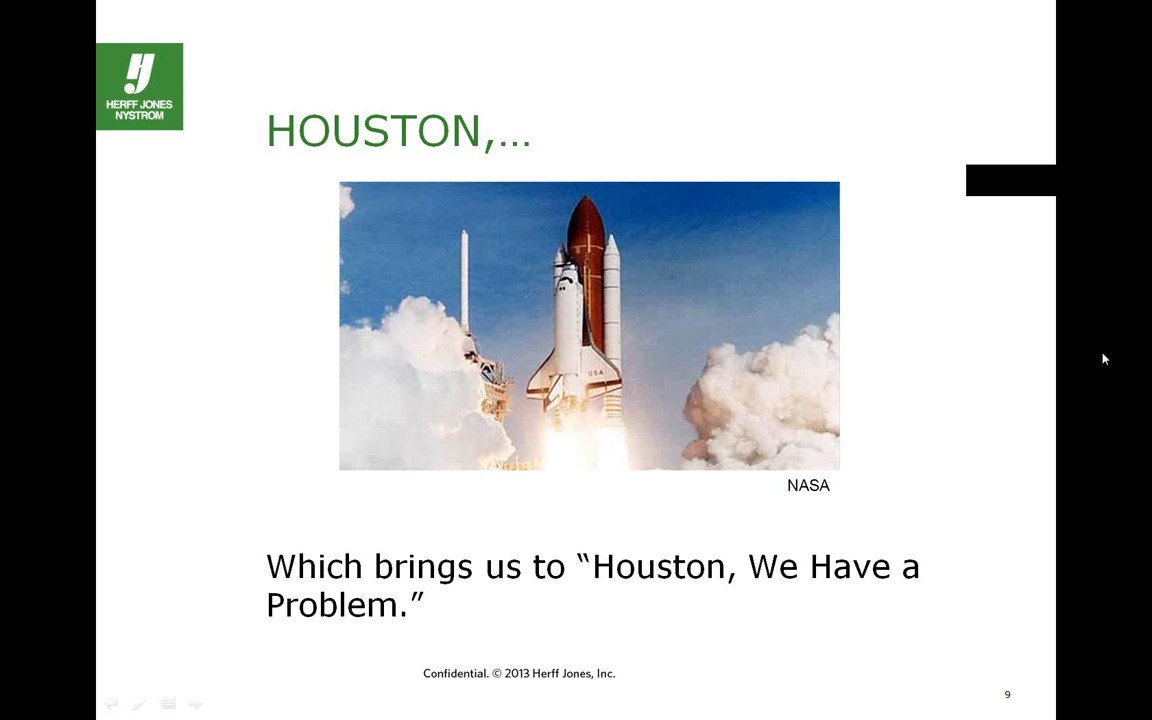 HERFF JONES
NYSTROM
HOUSTON,...
USA
NASA
Which brings us to “Houston, We Have a
Problem.”
Confidential. © 2013 Herff Jones, Inc.
9